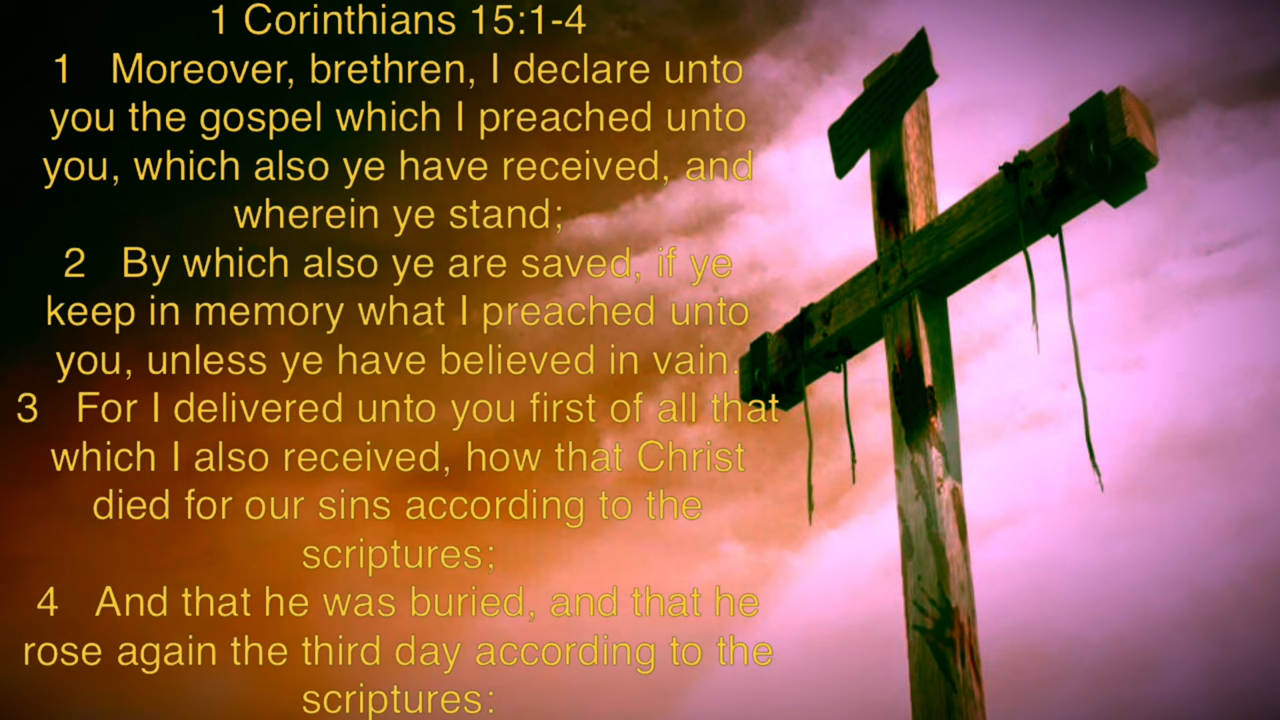 1 Corinthians 15:1-4
1 Moreover, brethren, I declare unto
you the gospel which I preached unto
you, which also ye have received, and
wherein ye stand;
2 By which also ye are saved, if ye
keep in memory what I preached unto
you, unless ye have believed in vain.
3 For I delivered unto you first of all that
which I also received, how that Christ
died for our sins according to the
scriptures;
4 And that he was buried, and that he
rose again the third day according to the
scriptures: